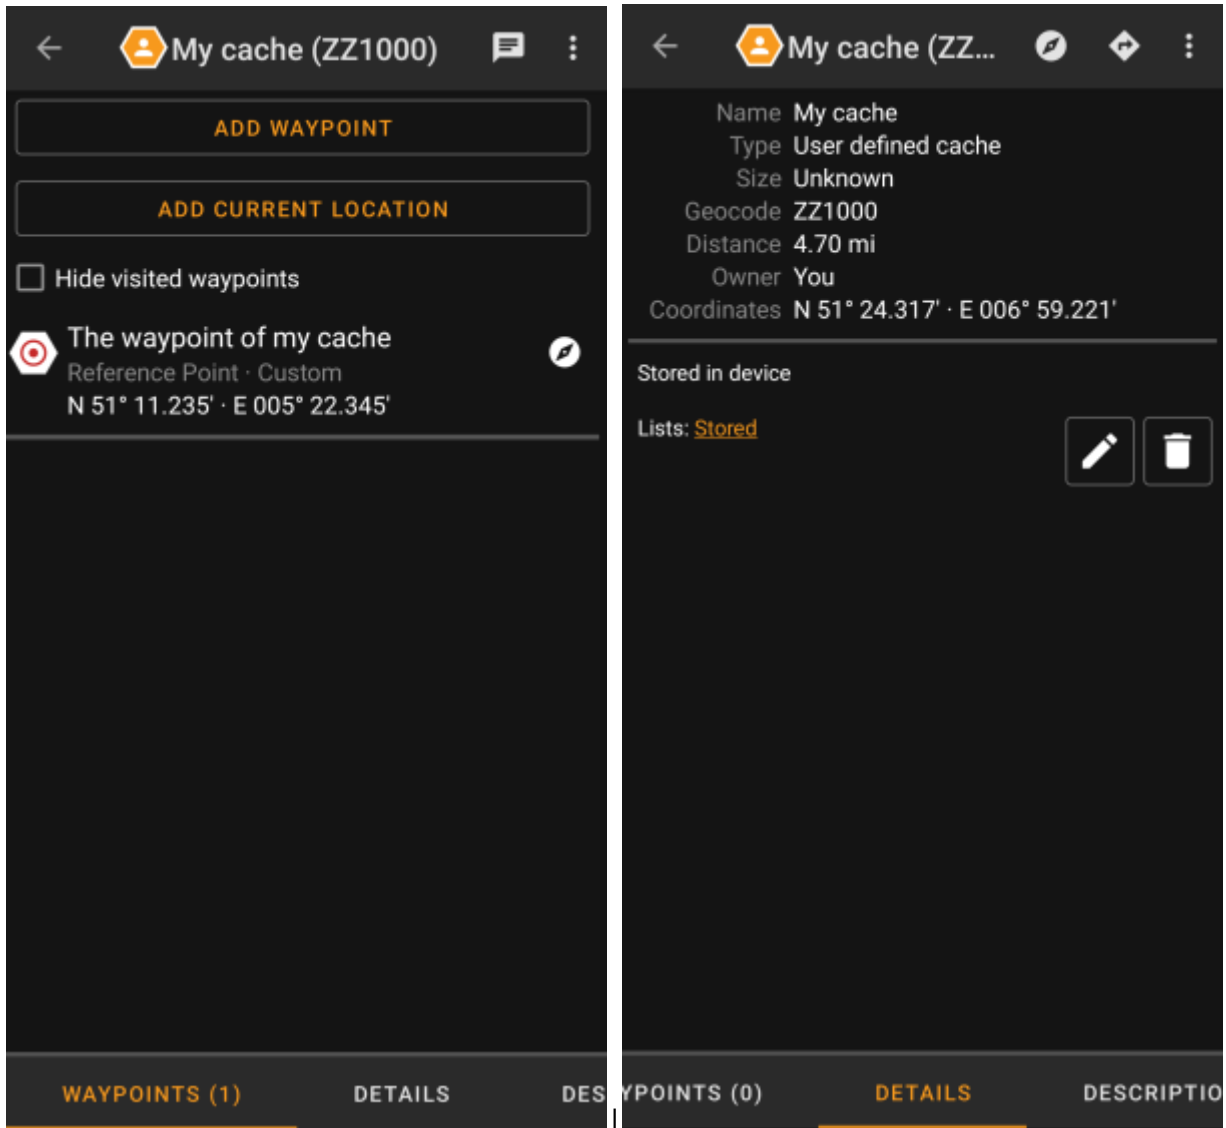 My cache (ZZ1000)
ADD WAYPOINT
ADD CURRENT LOCATION
Hide visited waypoints
The waypoint of my cache
Reference Point · Custom
N 51° 11.235' · E 005° 22.345'
WAYPOINTS (1) DETAILS DES
My cache (ZZ...
Name My cache
Type User defined cache
Size Unknown
Geocode ZZ1000
Distance 4.70 mi
Owner You
Coordinates N 51° 24.317' · E 006° 59.221'
Stored in device
Lists: Stored
YPOINTS (0) DETAILS DESCRIPTIO